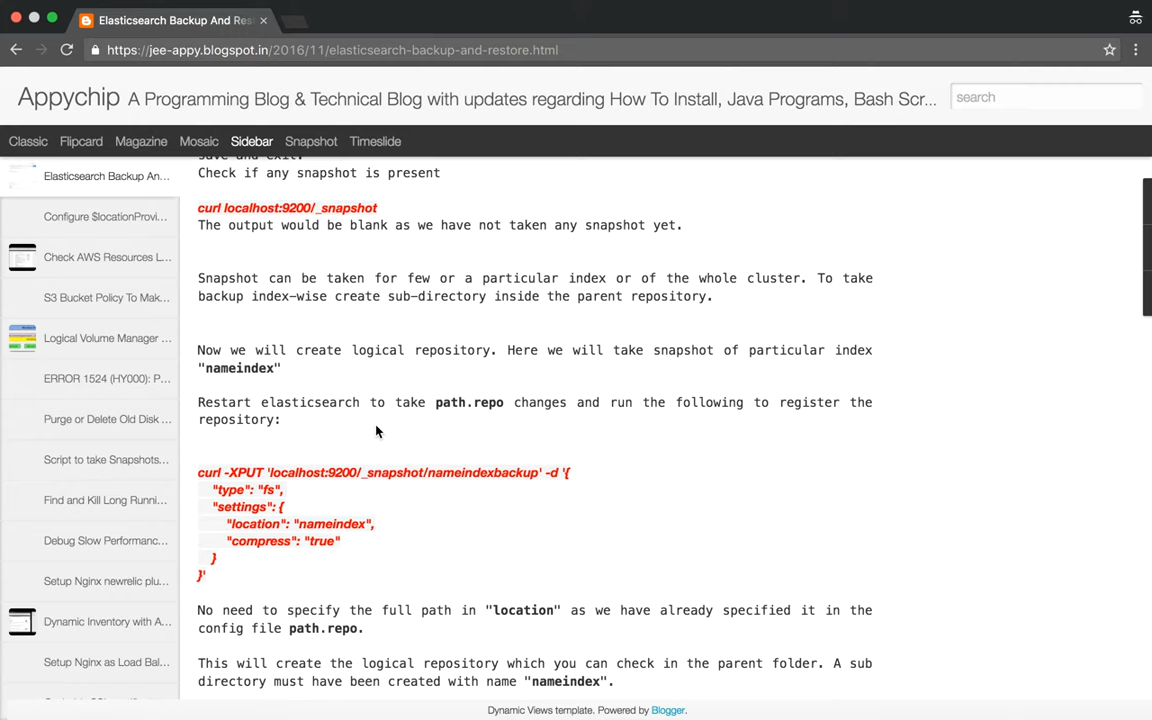 Elasticsearch Backup And Res
https://jee-appy.blogspot.in/2016/11/elasticsearch-backup-and-restore.html
Appychip A Programming Blog & Technical Blog with updates regarding How To Install, Java Programs, Bash Scr...
search
Classic Flipcard Magazine Mosaic Sidebar Snapshot Timeslide
Elasticsearch Backup An...
Configure $locationProvi...
Check AWS Resources L...
S3 Bucket Policy To Mak...
Logical Volume Manager ...
ERROR 1524 (HY000): P...
Purge or Delete Old Disk ...
Script to take Snapshots...
Find and Kill Long Runni...
Debug Slow Performanc...
Setup Nginx newrelic plu...
Dynamic Inventory with A...
Setup Nginx as Load Bal...
save and exit.
Check if any snapshot is present
curl localhost:9200/_snapshot
The output would be blank as we have not taken any snapshot yet.
Snapshot can be taken for few or a particular index or of the whole cluster. To take
backup index-wise create sub-directory inside the parent repository.
Now we will create logical repository. Here we will take snapshot of particular index
"nameindex"
Restart elasticsearch to take path.repo changes and run the following to register the
repository:
curl -XPUT 'localhost:9200/_snapshot/nameindexbackup' -d '{
"type": "fs",
"settings": {
"location": "nameindex",
"compress": "true"
}
}'
No need to specify the full path in "location" as we have already specified it in the
config file path.repo.
This will create the logical repository which you can check in the parent folder. A sub
directory must have been created with name "nameindex".
Dynamic Views template. Powered by Blogger.